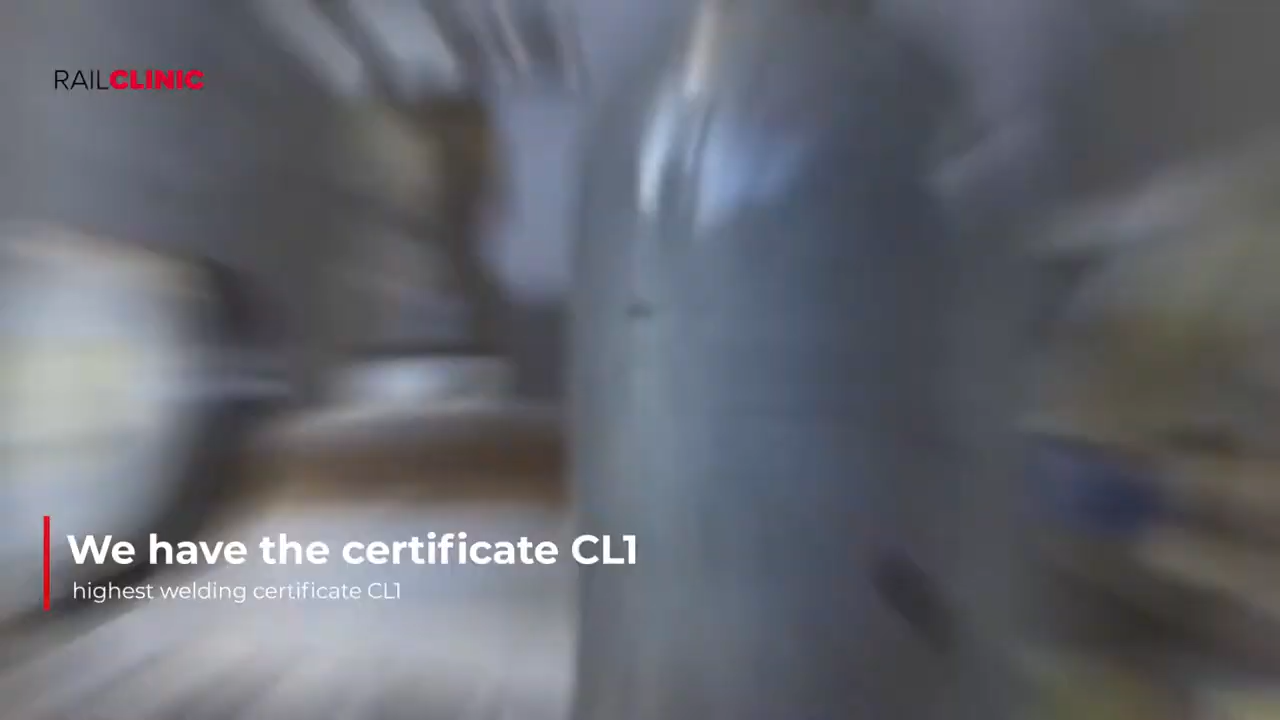 RAILCLINIC
We have the certificate CL1
highest welding certificate CL1